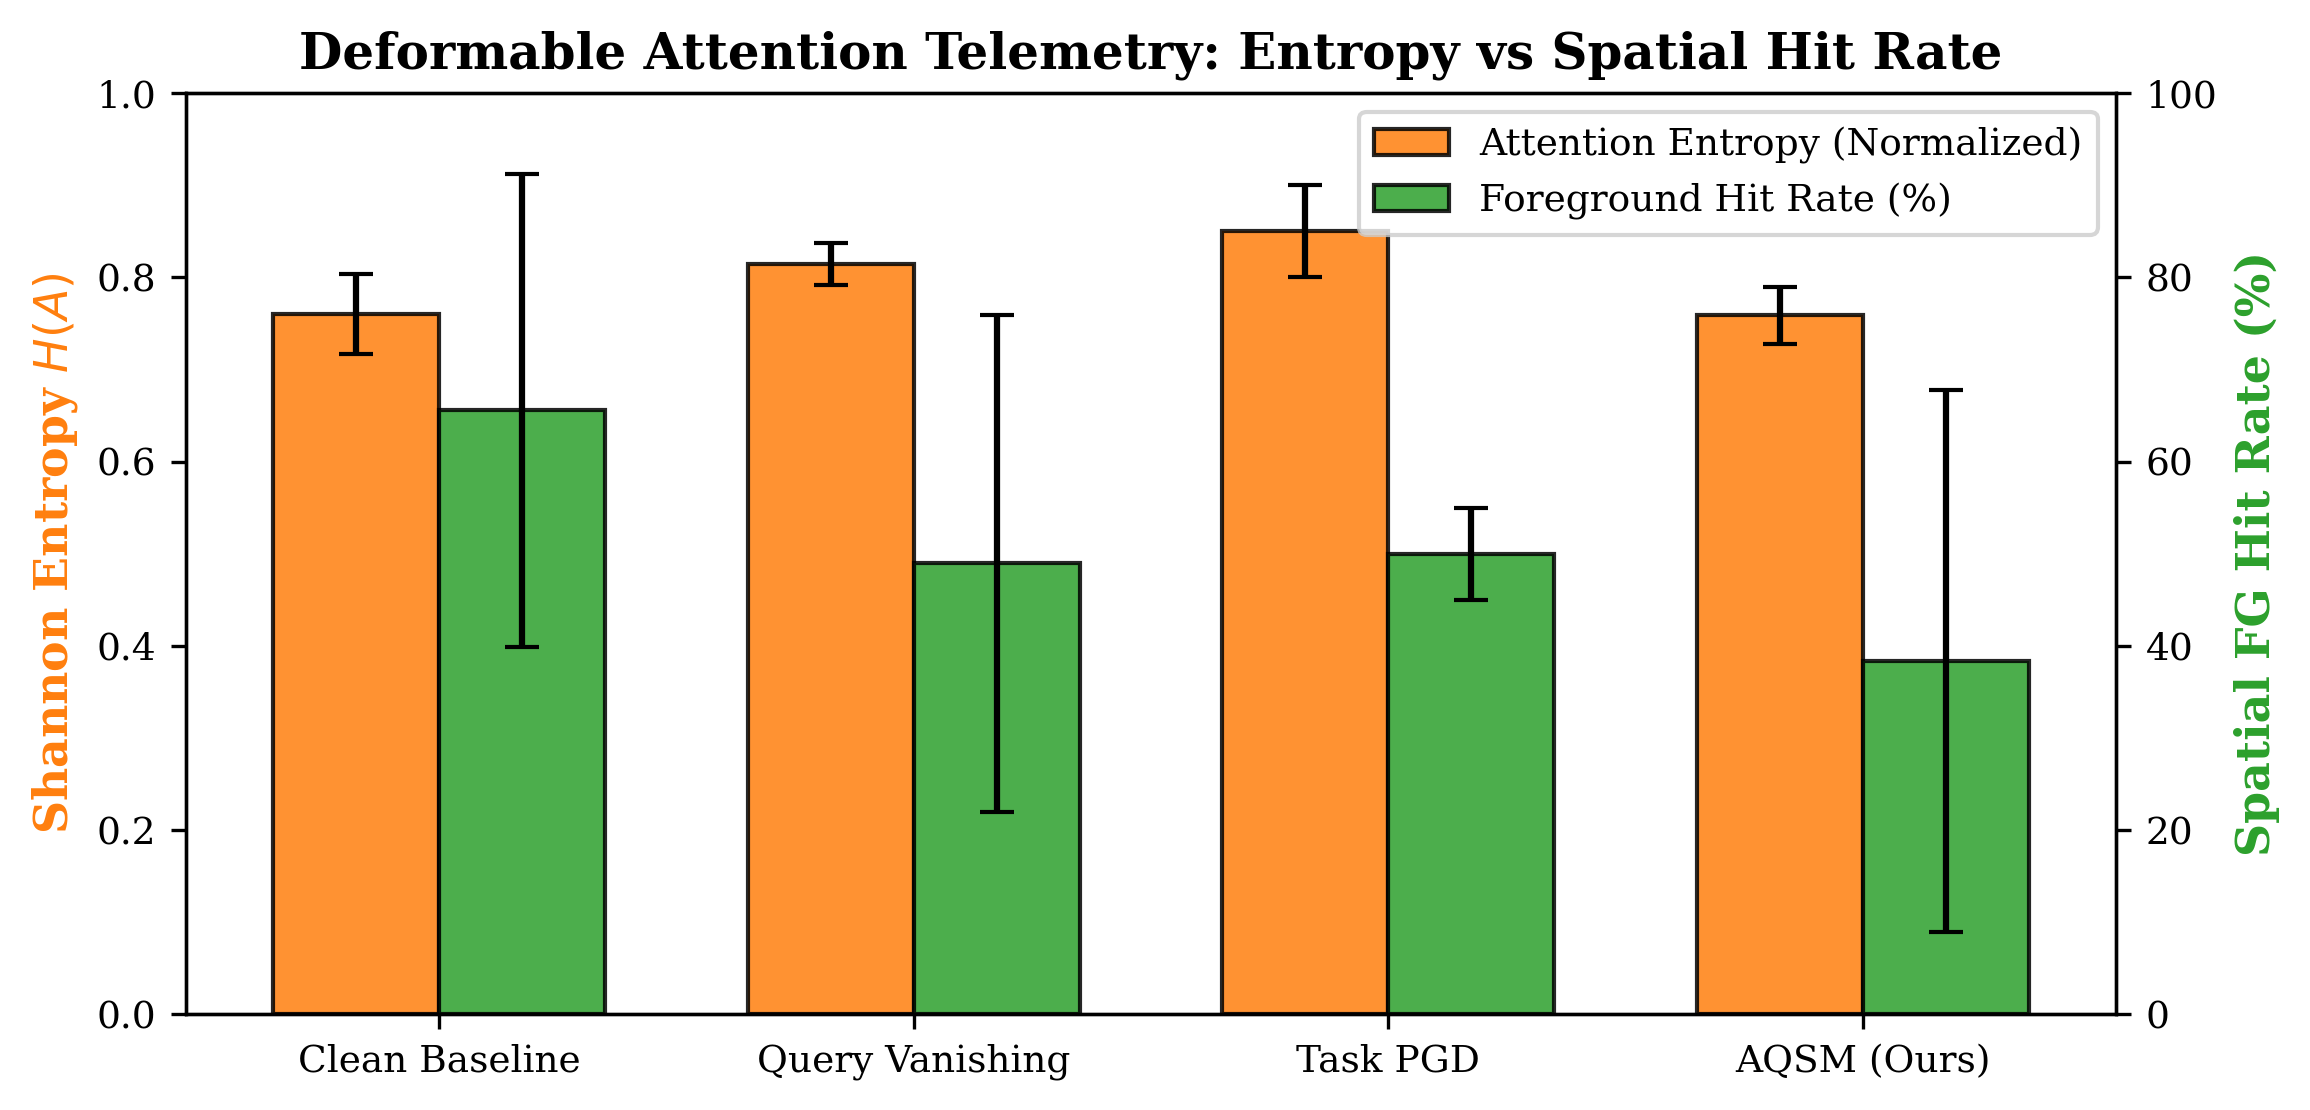 Deformable Attention Telemetry: Entropy vs Spatial Hit Rate
Attention Entropy (Normalized)
Foreground Hit Rate (%)
Shannon Entropy H(A)
1.0
0.8
0.6
0.4
0.2
0.0
Clean Baseline
Query Vanishing
Task PGD
AQSM (Ours)
100
80
60
40
20
0
Spatial FG Hit Rate (%)